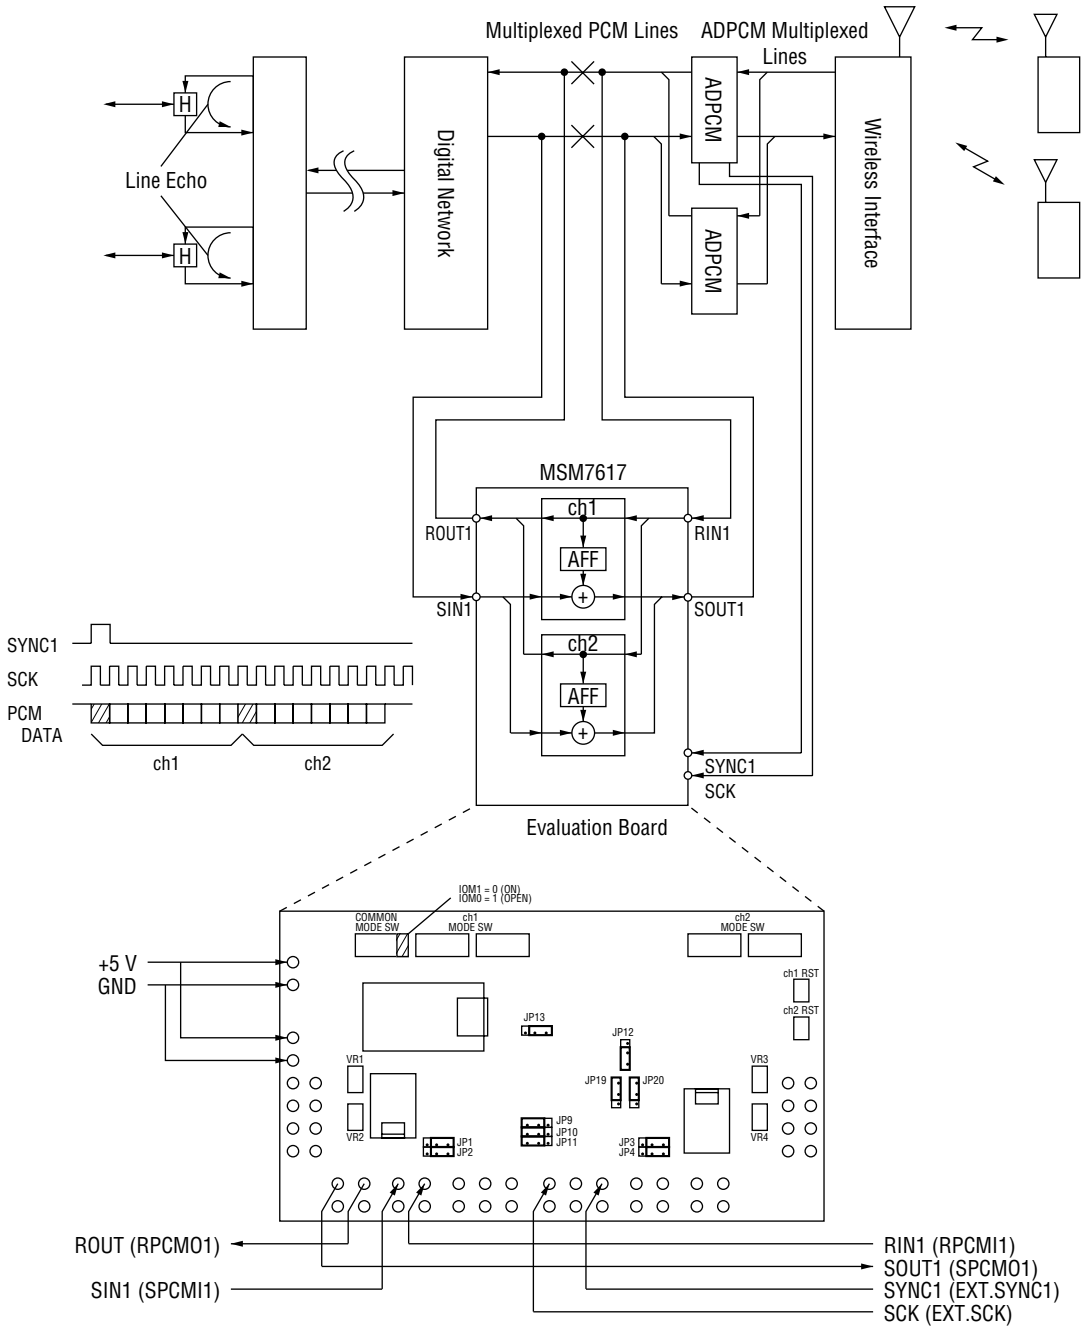 Multiplexed PCM Lines
ADPCM Multiplexed
Lines
H
Line Echo
H
Digital Network
ADPCM
ADPCM
Wireless Interface
MSM7617
ch1
ROUT1
RIN1
AFF
+
SIN1
SOUT1
ch2
AFF
+
SYNC1
SCK
SYNC1
SCK
PCM
DATA
ch1
ch2
Evaluation Board
IOM1 = 0 (ON)
IOM0 = 1 (OPEN)
COMMON
MODE SW
ch1
MODE SW
ch2
MODE SW
+5 V
GND
ch1 RST
ch2 RST
JP13
JP12
VR1
VR3
JP19
JP20
VR2
VR4
JP9
JP10
JP11
JP1
JP2
JP3
JP4
ROUT (RPCMO1)
RIN1 (RPCMI1)
SOUT1 (SPCMO1)
SIN1 (SPCMI1)
SYNC1 (EXT.SYNC1)
SCK (EXT.SCK)